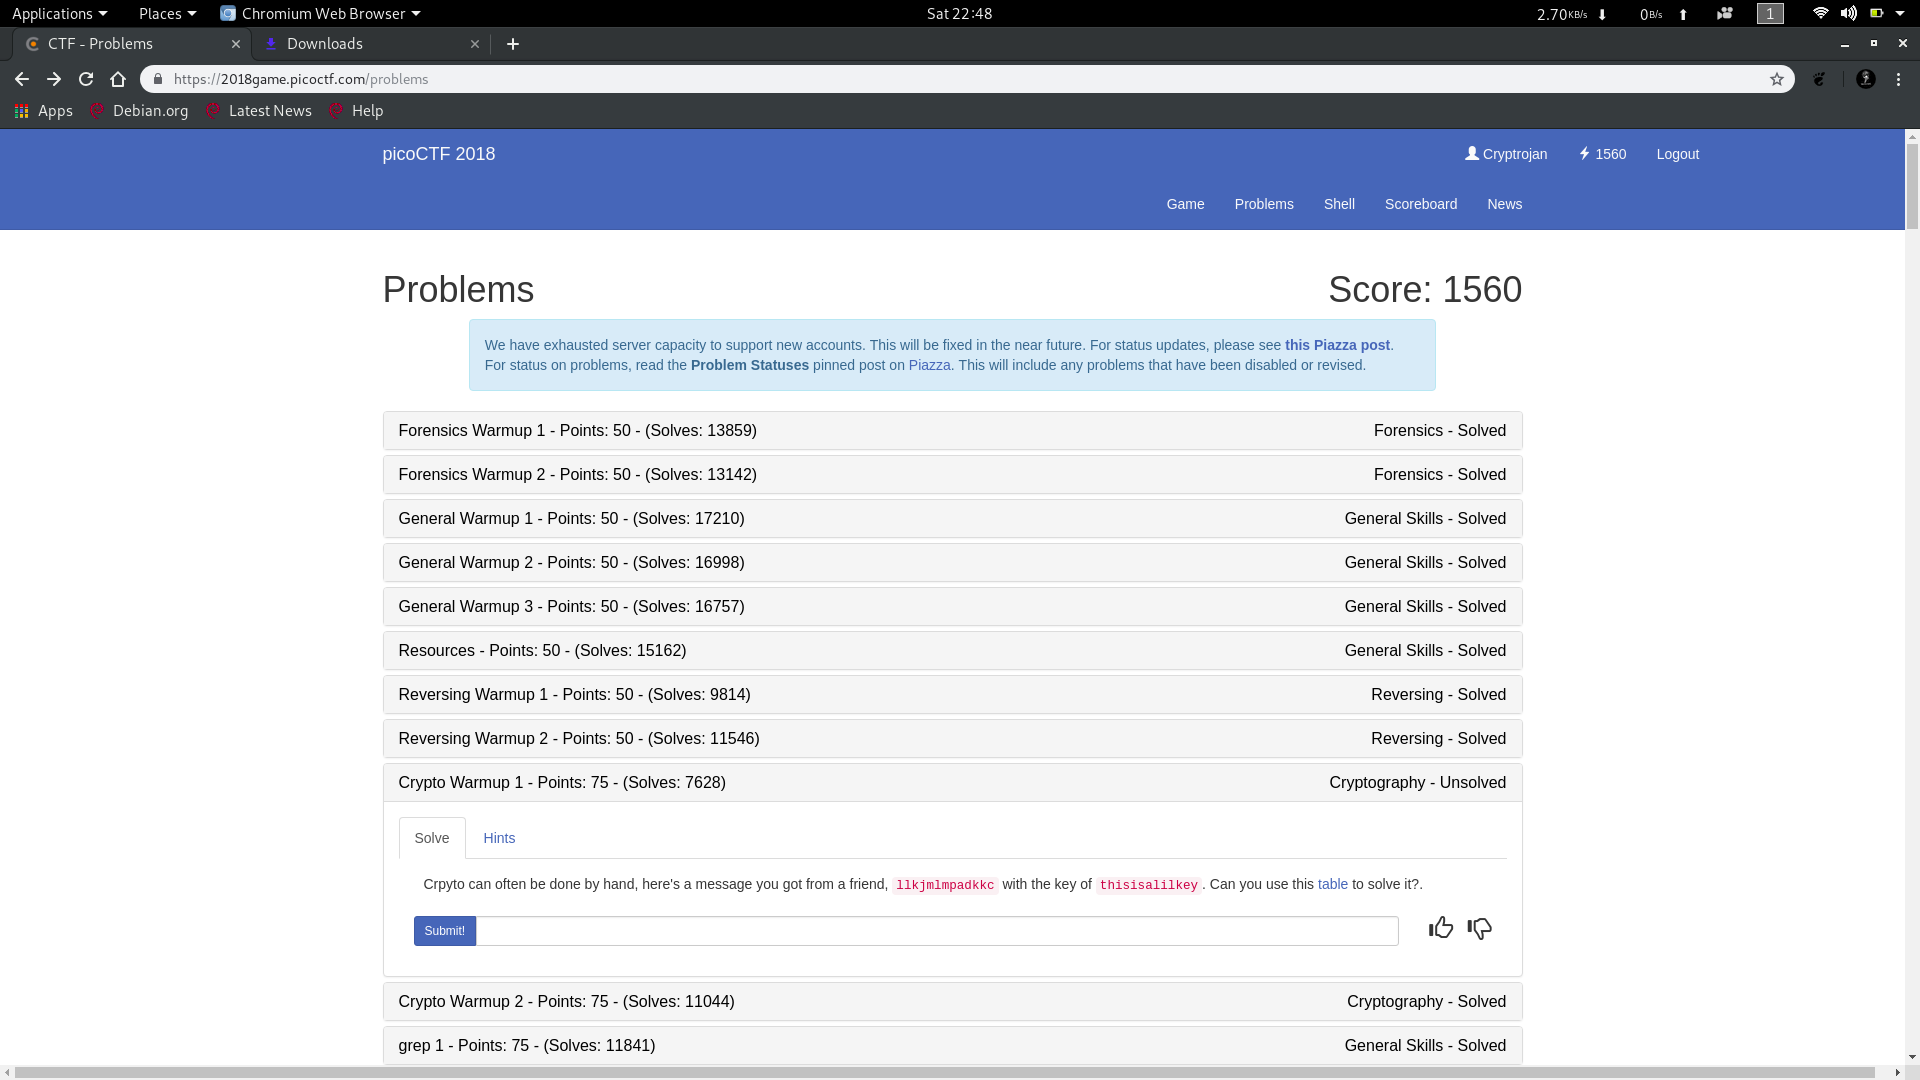 Applications Places Chromium Web Browser Sat 22:48 2.70 KB/s 0 B/s 1
CTF - Problems Downloads
https://2018game.picoctf.com/problems
Apps Debian.org Latest News Help
picoCTF 2018 Cryptrojan 1560 Logout
Game Problems Shell Scoreboard News
Problems Score: 1560
We have exhausted server capacity to support new accounts. This will be fixed in the near future. For status updates, please see this Piazza post.
For status on problems, read the Problem Statuses pinned post on Piazza. This will include any problems that have been disabled or revised.
Forensics Warmup 1 - Points: 50 - (Solves: 13859) Forensics - Solved
Forensics Warmup 2 - Points: 50 - (Solves: 13142) Forensics - Solved
General Warmup 1 - Points: 50 - (Solves: 17210) General Skills - Solved
General Warmup 2 - Points: 50 - (Solves: 16998) General Skills - Solved
General Warmup 3 - Points: 50 - (Solves: 16757) General Skills - Solved
Resources - Points: 50 - (Solves: 15162) General Skills - Solved
Reversing Warmup 1 - Points: 50 - (Solves: 9814) Reversing - Solved
Reversing Warmup 2 - Points: 50 - (Solves: 11546) Reversing - Solved
Crypto Warmup 1 - Points: 75 - (Solves: 7628) Cryptography - Unsolved
Solve Hints
Crpyto can often be done by hand, here's a message you got from a friend, llkjmlmpadkkc with the key of thisisalilkey. Can you use this table to solve it?.
Submit!
Crypto Warmup 2 - Points: 75 - (Solves: 11044) Cryptography - Solved
grep 1 - Points: 75 - (Solves: 11841) General Skills - Solved